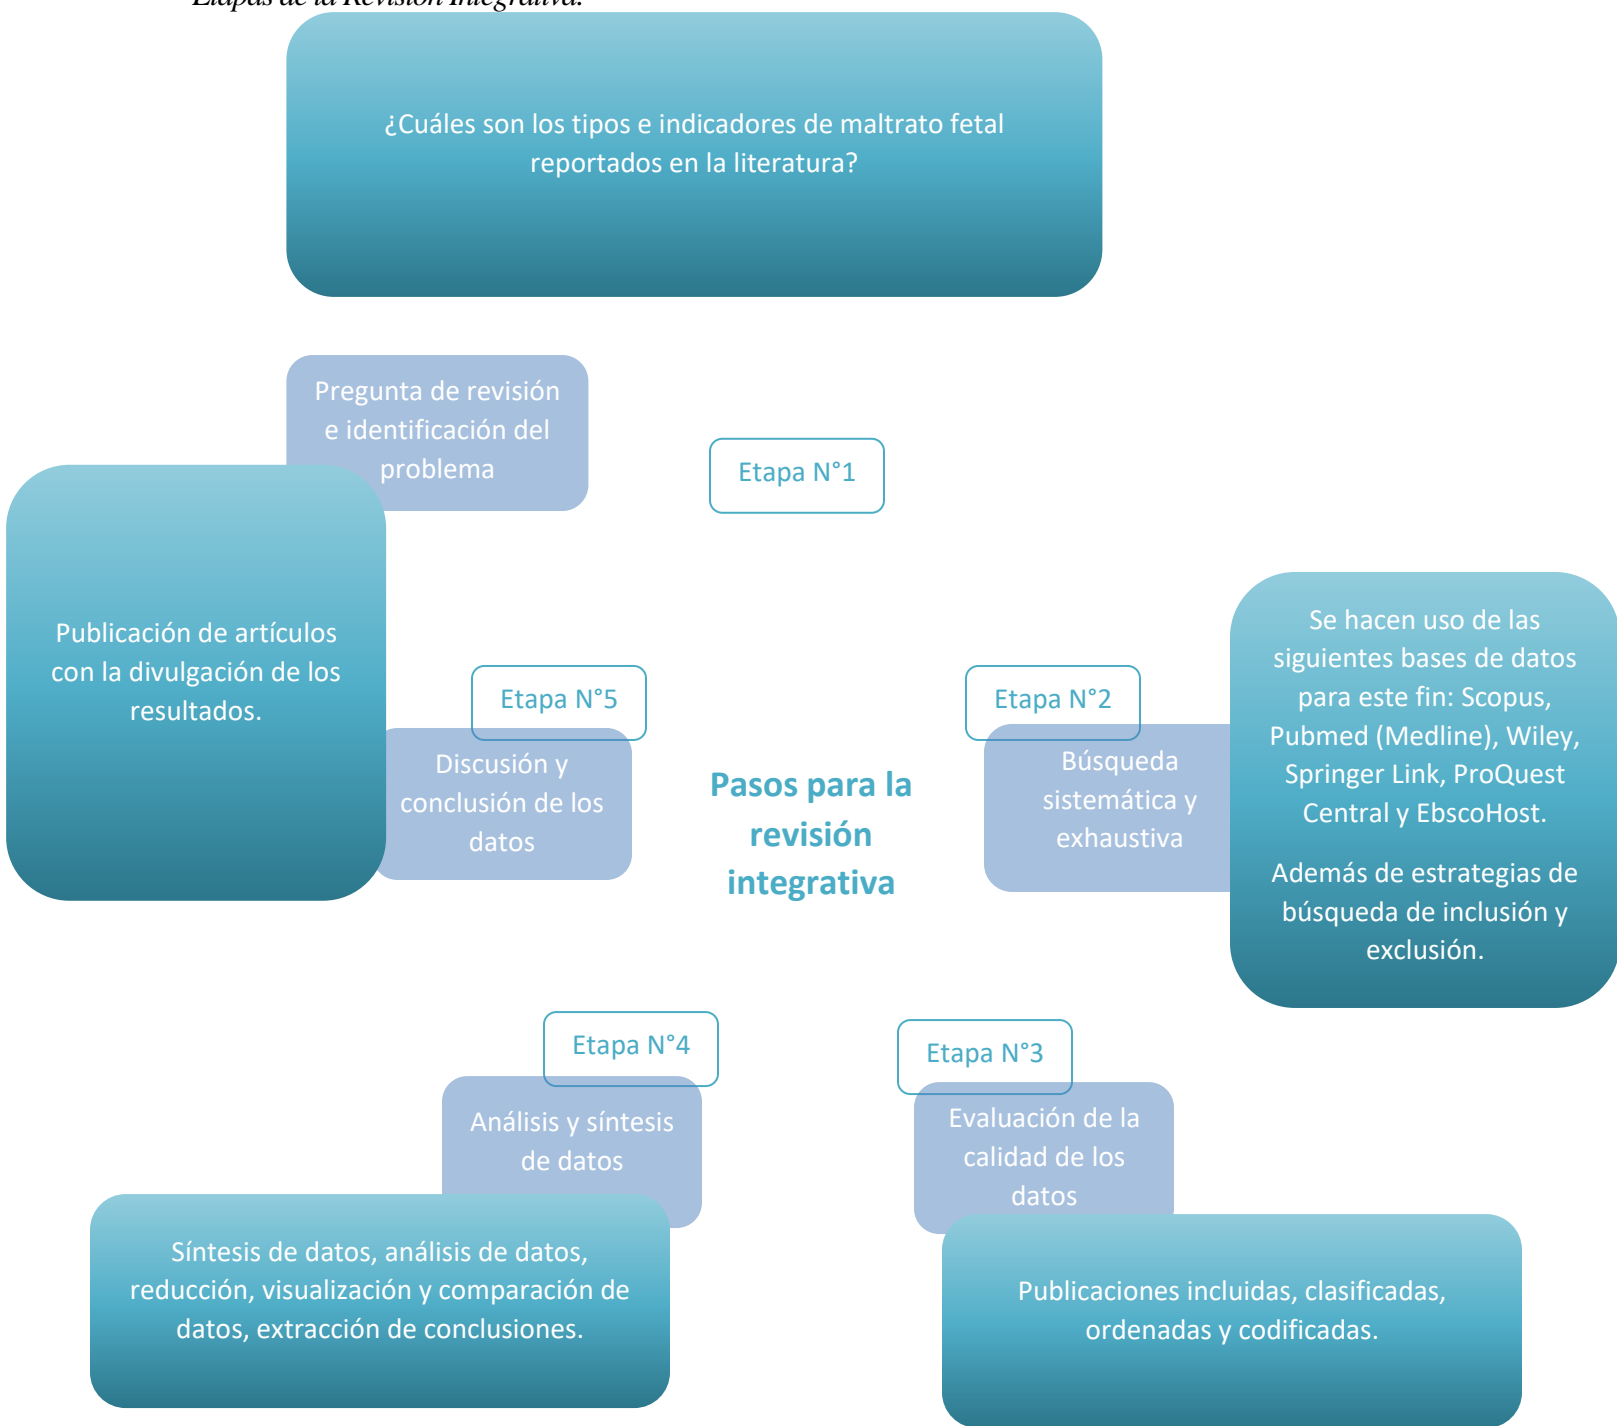 Etapas de la Revisión Integrativa.
¿Cuáles son los tipos e indicadores de maltrato fetal
reportados en la literatura?
Pregunta de revisión
e identificación del
problema
Etapa N°1
Publicación de artículos
con la divulgación de los
resultados.
Etapa N°5
Discusión y
conclusión de los
datos
Pasos para la
revisión
integrativa
Etapa N°2
Búsqueda
sistemática y
exhaustiva
Se hacen uso de las
siguientes bases de datos
para este fin: Scopus,
Pubmed (Medline), Wiley,
Springer Link, ProQuest
Central y EbscoHost.
Además de estrategias de
búsqueda de inclusión y
exclusión.
Etapa N°4
Análisis y síntesis
de datos
Síntesis de datos, análisis de datos,
reducción, visualización y comparación de
datos, extracción de conclusiones.
Etapa N°3
Evaluación de la
calidad de los
datos
Publicaciones incluidas, clasificadas,
ordenadas y codificadas.